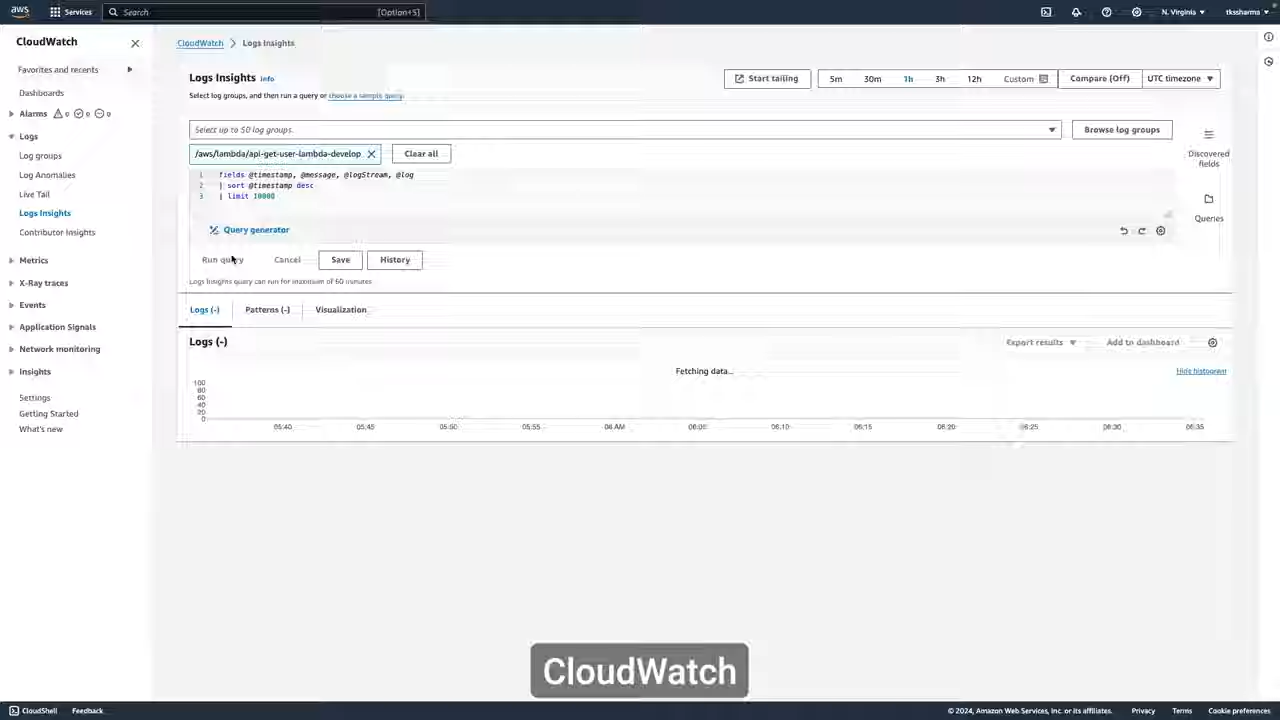 aws Services Search [Option+S] N. Virginia tkssharma
CloudWatch
Favorites and recents
Dashboards
Alarms 0 0 0
Logs
Log groups
Log Anomalies
Live Tail
Logs Insights
Contributor Insights
Metrics
X-Ray traces
Events
Application Signals
Network monitoring
Insights
Settings
Getting Started
What's new
CloudWatch > Logs Insights
Logs Insights Info
Start tailing 5m 30m 1h 3h 12h Custom Compare (Off) UTC timezone
Select log groups, and then run a query or choose a sample query.
Select up to 50 log groups. Browse log groups
/aws/lambda/api-get-user-lambda-develop Clear all
1 fields @timestamp, @message, @logStream, @log
2 | sort @timestamp desc
3 | limit 10000
Query generator
Discovered
fields
Queries
Run query Cancel Save History
Logs Insights query can run for maximum of 60 minutes
Logs (-) Patterns (-) Visualization
Logs (-) Export results Add to dashboard
Fetching data... Hide histogram
100
80
60
40
20
0
05:40 05:45 05:50 05:55 06 AM 06:05 06:10 06:15 06:20 06:25 06:30 06:35
CloudWatch
CloudShell Feedback © 2024, Amazon Web Services, Inc. or its affiliates. Privacy Terms Cookie preferences